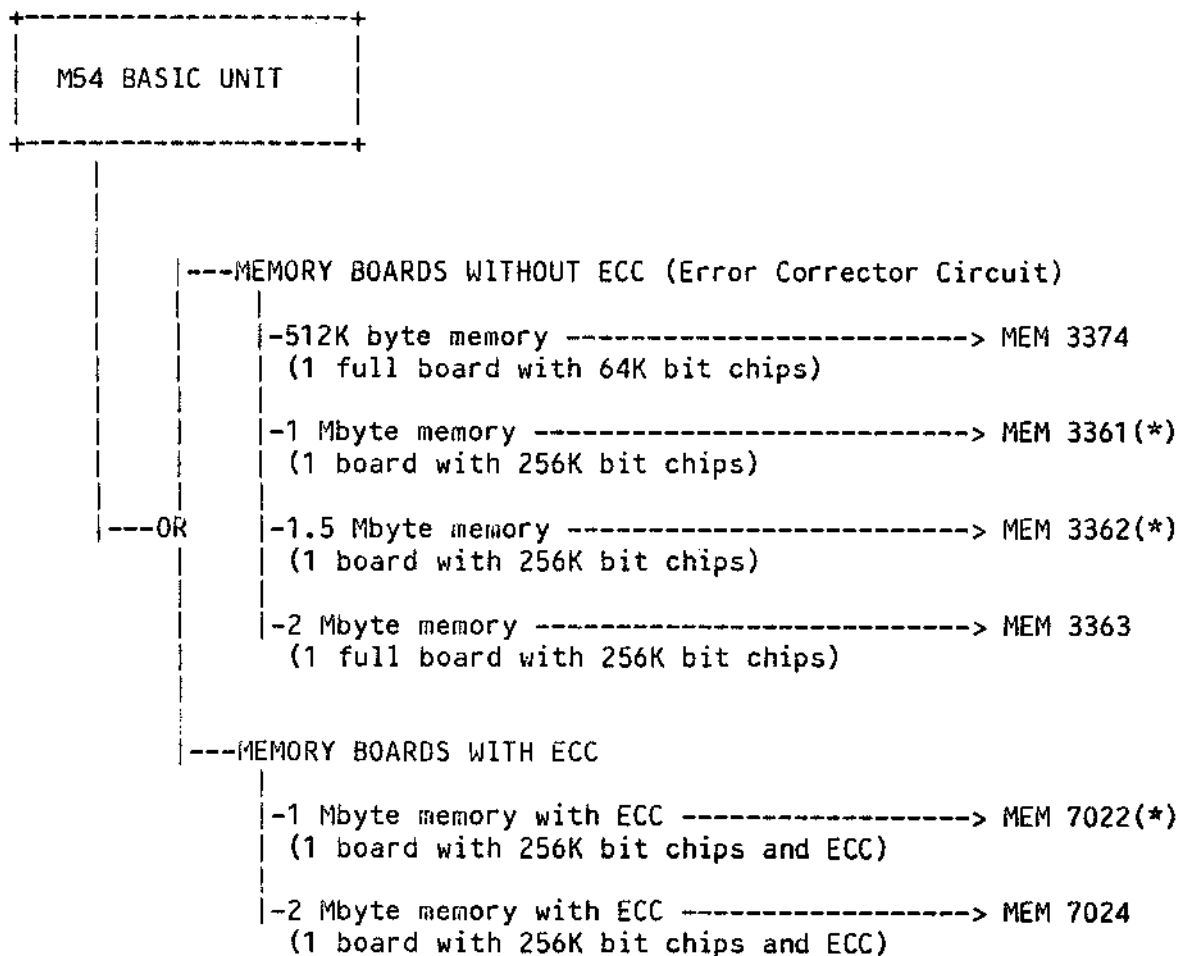 M54 BASIC UNIT
---MEMORY BOARDS WITHOUT ECC (Error Corrector Circuit)
-512K byte memory --------------------------> MEM 3374
(1 full board with 64K bit chips)
-1 Mbyte memory ----------------------------> MEM 3361(*)
(1 board with 256K bit chips)
---OR
-1.5 Mbyte memory --------------------------> MEM 3362(*)
(1 board with 256K bit chips)
-2 Mbyte memory ----------------------------> MEM 3363
(1 full board with 256K bit chips)
---MEMORY BOARDS WITH ECC
-1 Mbyte memory with ECC -------------------> MEM 7022(*)
(1 board with 256K bit chips and ECC)
-2 Mbyte memory with ECC -------------------> MEM 7024
(1 board with 256K bit chips and ECC)